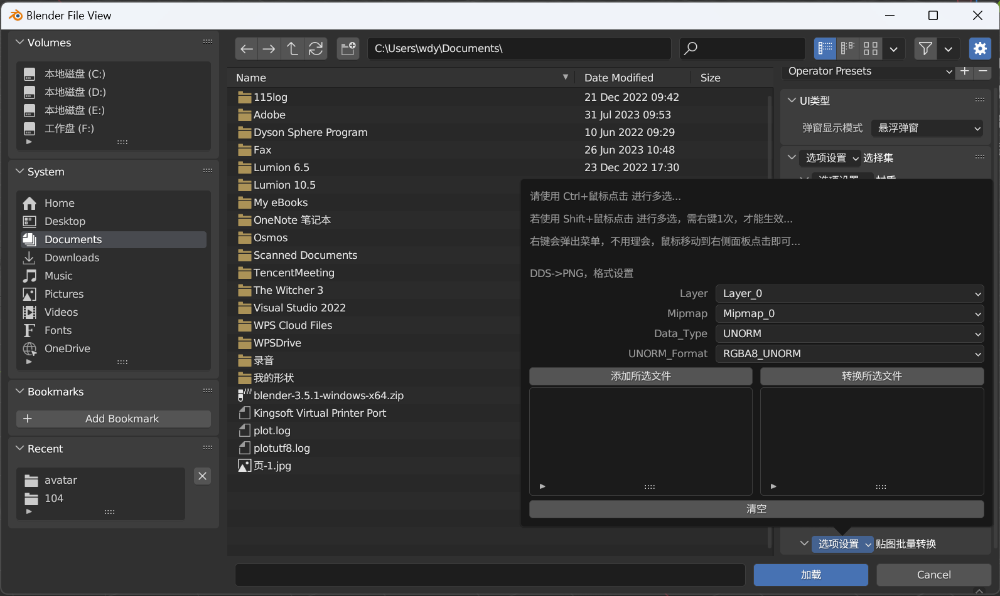 Blender File View
Volumes
本地磁盘 (C:)
本地磁盘 (D:)
本地磁盘 (E:)
工作盘 (F:)
System
Home
Desktop
Documents
Downloads
Music
Pictures
Videos
Fonts
OneDrive
Bookmarks
Add Bookmark
Recent
avatar
104
C:\Users\wdy\Documents\
Name Date Modified Size
115log 21 Dec 2022 09:42
Adobe 31 Jul 2023 09:53
Dyson Sphere Program 10 Jun 2022 09:29
Fax 26 Jun 2023 10:48
Lumion 6.5 23 Dec 2022 17:30
Lumion 10.5
My eBooks
OneNote 笔记本
Osmos
Scanned Documents
TencentMeeting
The Witcher 3
Visual Studio 2022
WPS Cloud Files
WPSDrive
录音
我的形状
blender-3.5.1-windows-x64.zip
Kingsoft Virtual Printer Port
plot.log
plotutf8.log
页-1.jpg
Operator Presets
UI类型
弹窗显示模式 悬浮弹窗
选项设置 选择集
请使用 Ctrl+鼠标点击 进行多选...
若使用 Shift+鼠标点击 进行多选，需右键1次，才能生效...
右键会弹出菜单，不用理会，鼠标移动到右侧面板点击即可...
DDS->PNG，格式设置
Layer Layer_0
Mipmap Mipmap_0
Data_Type UNORM
UNORM_Format RGBA8_UNORM
添加所选文件 转换所选文件
清空
选项设置 贴图批量转换
加载 Cancel